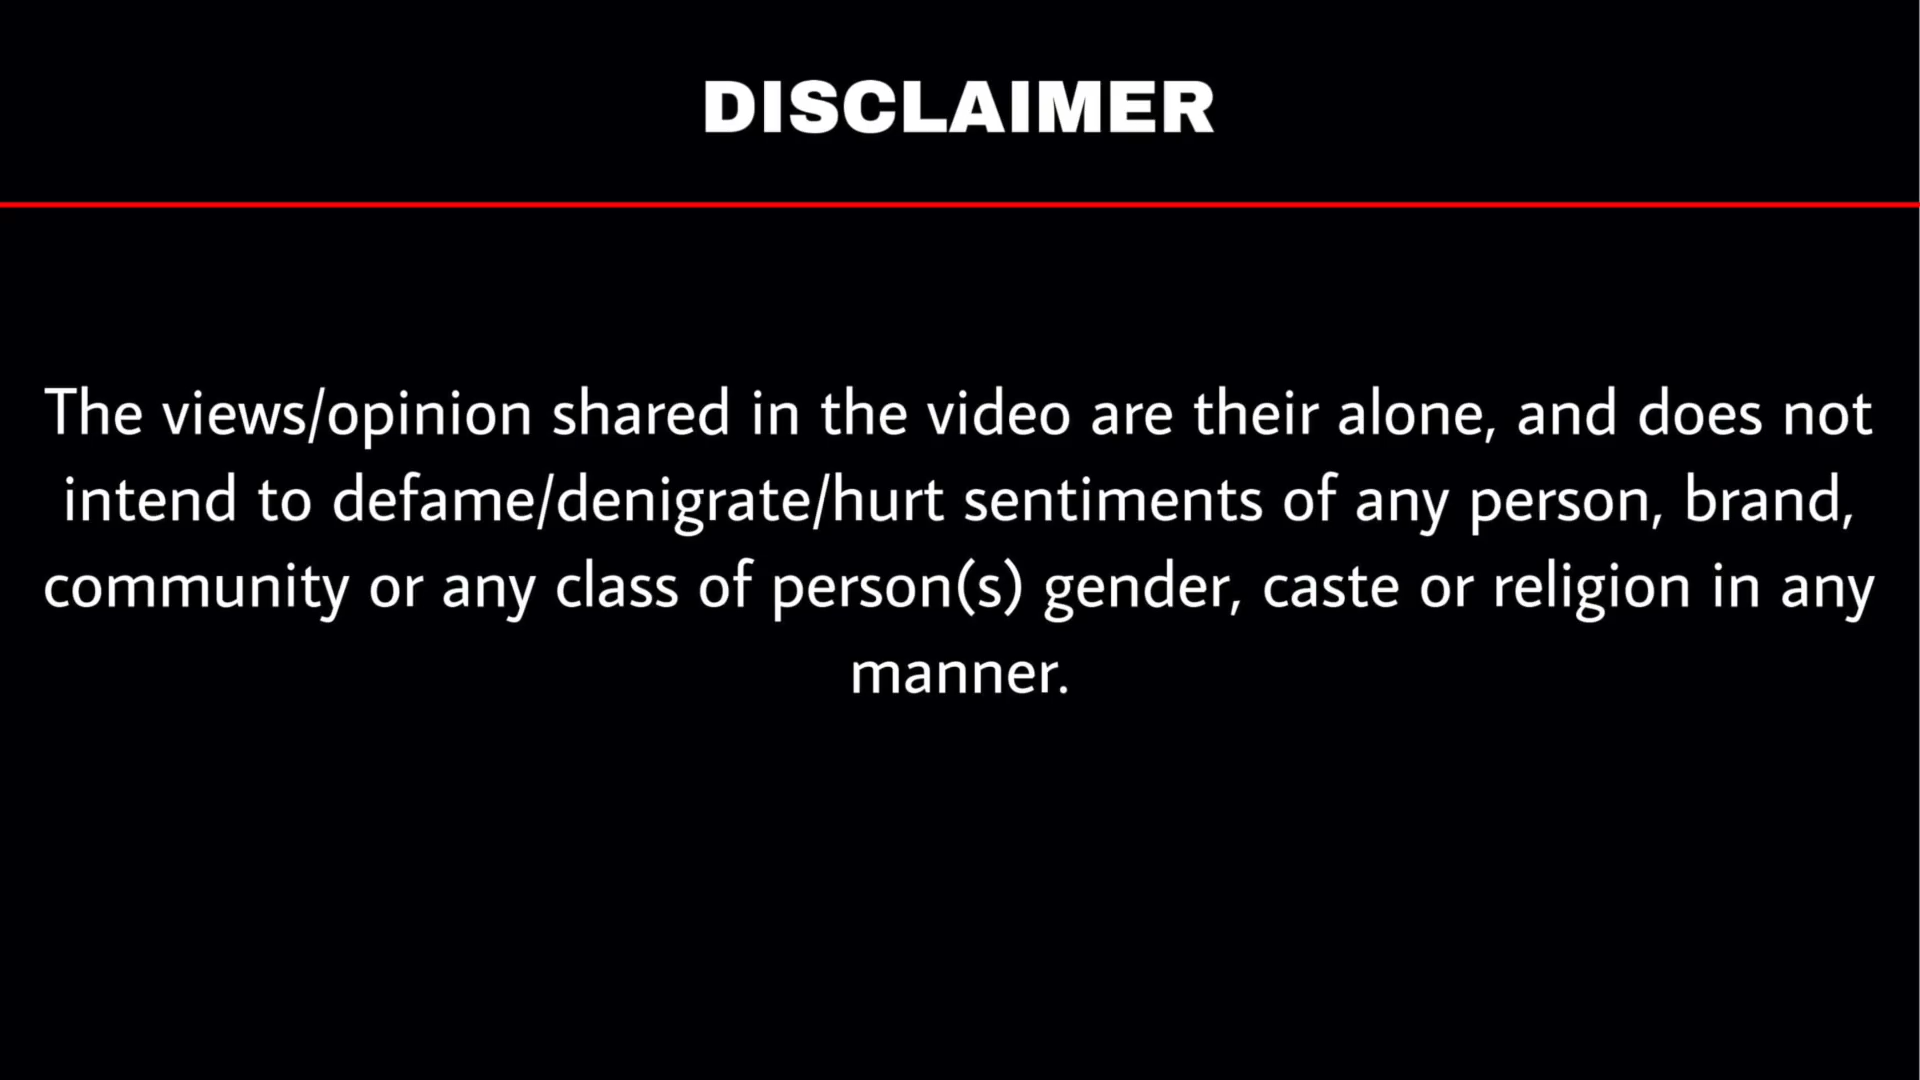 DISCLAIMER
The views/opinion shared in the video are their alone, and does not
intend to defame/denigrate/hurt sentiments of any person, brand,
community or any class of person(s) gender, caste or religion in any
manner.